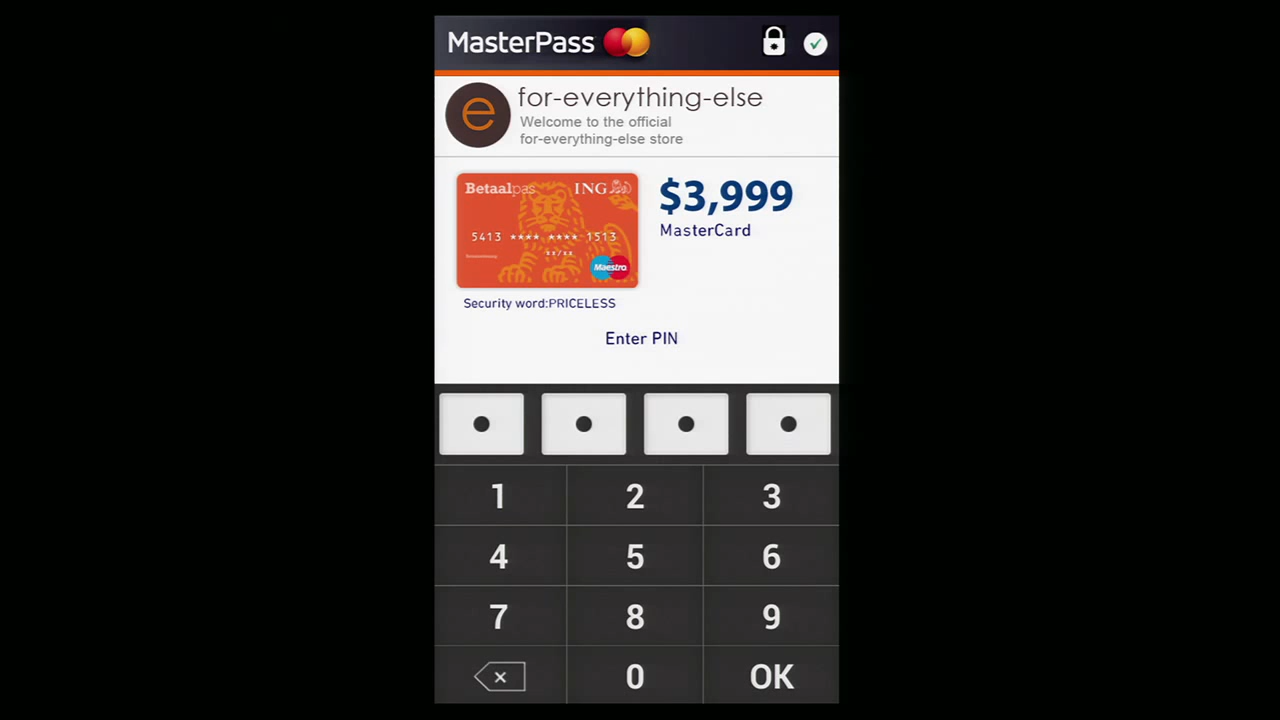 MasterPass
e
for-everything-else
Welcome to the official
for-everything-else store
Betaalpas ING
5413 **** **** 1513
**/**
Maestro
$3,999
MasterCard
Security word:PRICELESS
Enter PIN
1 2 3
4 5 6
7 8 9
0 OK